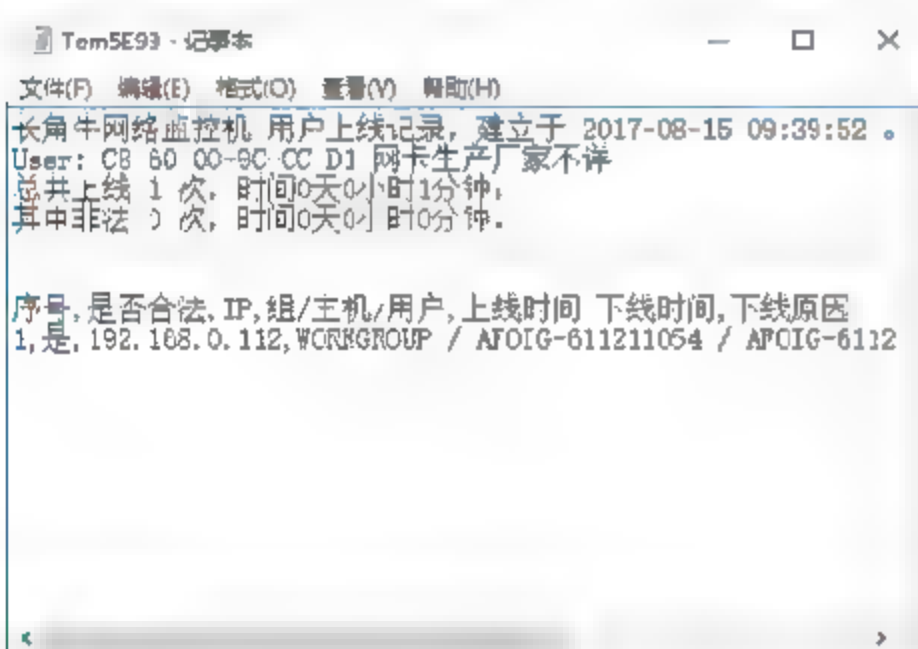 Tem5E93 - 记事本
文件(F) 编辑(E) 格式(O) 查看(V) 帮助(H)
长角牛网络监控机 用户上线记录, 建立于 2017-08-15 09:39:52 。
User: C8 60 00-9C CC D1 网卡生产厂家不详
总共上线 1 次, 时间0天0小时1分钟,
其中非法 0 次, 时间0天0小时0分钟.
序号,是否合法,IP,组/主机/用户,上线时间 下线时间,下线原因
1,是,192.168.0.112,WORKGROUP /